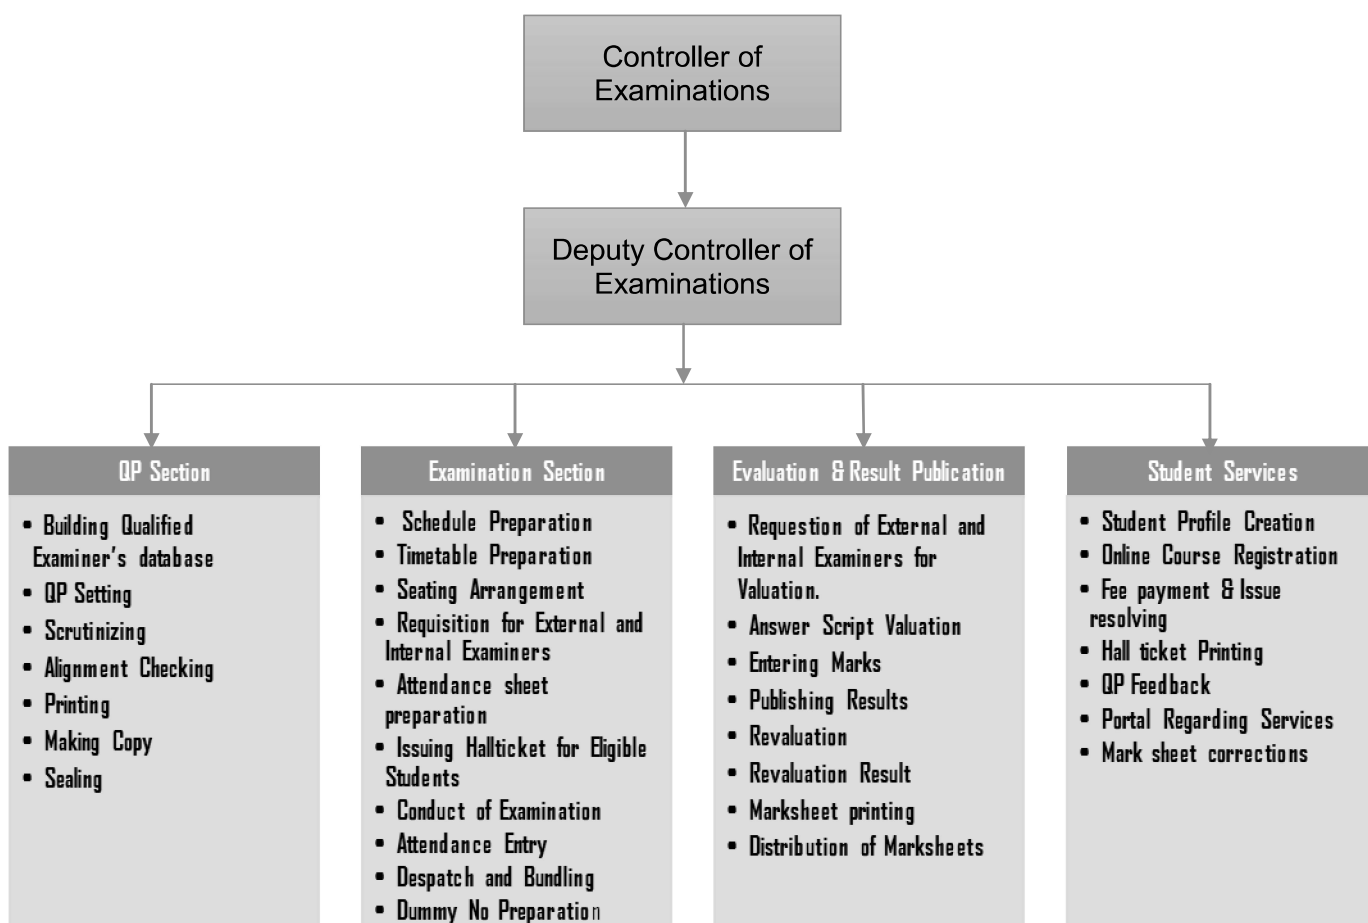 Controller of
Examinations
Deputy Controller of
Examinations
QP Section
• Building Qualified
Examiner's database
• QP Setting
• Scrutinizing
• Alignment Checking
• Printing
• Making Copy
• Sealing
Examination Section
• Schedule Preparation
• Timetable Preparation
• Seating Arrangement
• Requisition for External and
Internal Examiners
• Attendance sheet
preparation
• Issuing Hallticket for Eligible
Students
• Conduct of Examination
• Attendance Entry
• Despatch and Bundling
• Dummy No Preparation
Evaluation & Result Publication
• Requestion of External and
Internal Examiners for
Valuation.
• Answer Script Valuation
• Entering Marks
• Publishing Results
• Revaluation
• Revaluation Result
• Marksheet printing
• Distribution of Marksheets
Student Services
• Student Profile Creation
• Online Course Registration
• Fee payment & Issue
resolving
• Hall ticket Printing
• QP Feedback
• Portal Regarding Services
• Mark sheet corrections